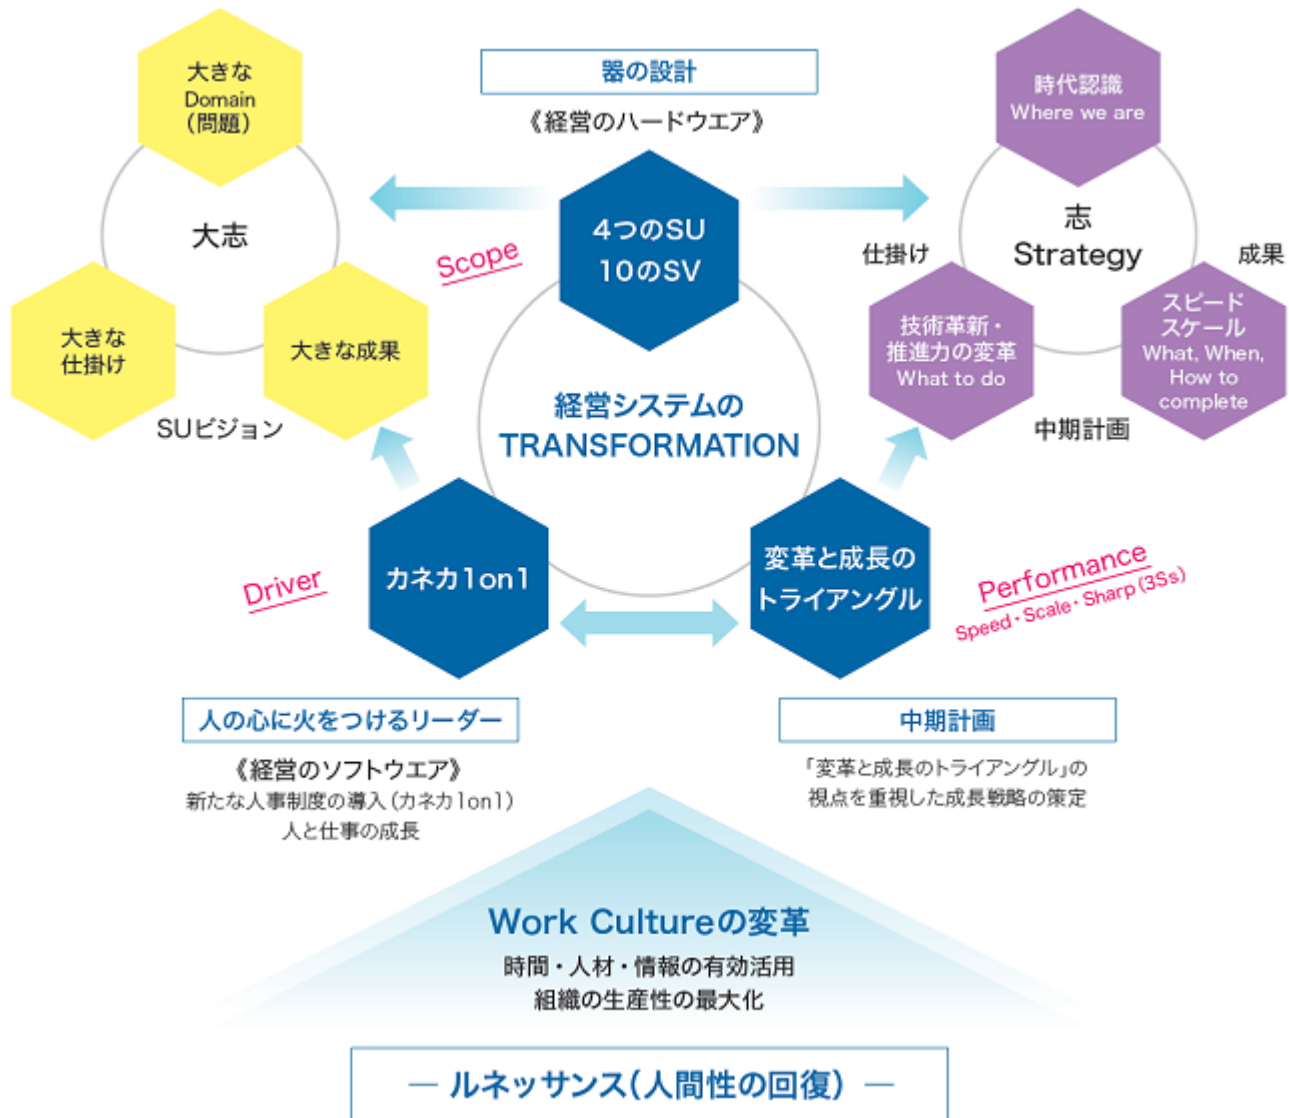 大きな
Domain
(問題)
大志
大きな
仕掛け
大きな成果
SUビジョン
器の設計
《経営のハードウエア》
4つのSU
10のSV
Scope
経営システムの
TRANSFORMATION
時代認識
Where we are
志
Strategy
仕掛け
成果
技術革新・
推進力の変革
What to do
スピード
スケール
What, When,
How to
complete
中期計画
Driver
カネカ1on1
変革と成長の
トライアングル
Performance
Speed・Scale・Sharp (3Ss)
人の心に火をつけるリーダー
《経営のソフトウエア》
新たな人事制度の導入(カネカ1on1)
人と仕事の成長
中期計画
「変革と成長のトライアングル」の
視点を重視した成長戦略の策定
Work Cultureの変革
時間・人材・情報の有効活用
組織の生産性の最大化
― ルネッサンス(人間性の回復) ―